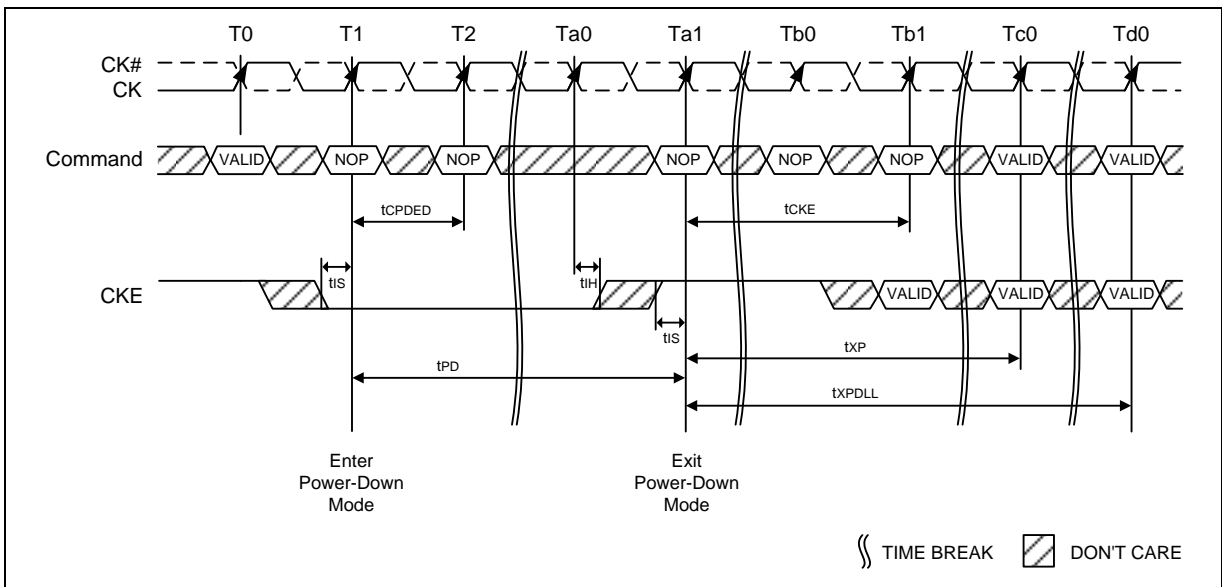 T0 T1 T2 Ta0 Ta1 Tb0 Tb1 Tc0 Td0
CK#
CK
Command VALID NOP NOP NOP NOP NOP VALID VALID
tCPDED tCKE
tIS tIH
CKE VALID VALID VALID
tIS
tXP
tPD
tXPDLL
Enter
Power-Down
Mode
Exit
Power-Down
Mode
TIME BREAK DON'T CARE